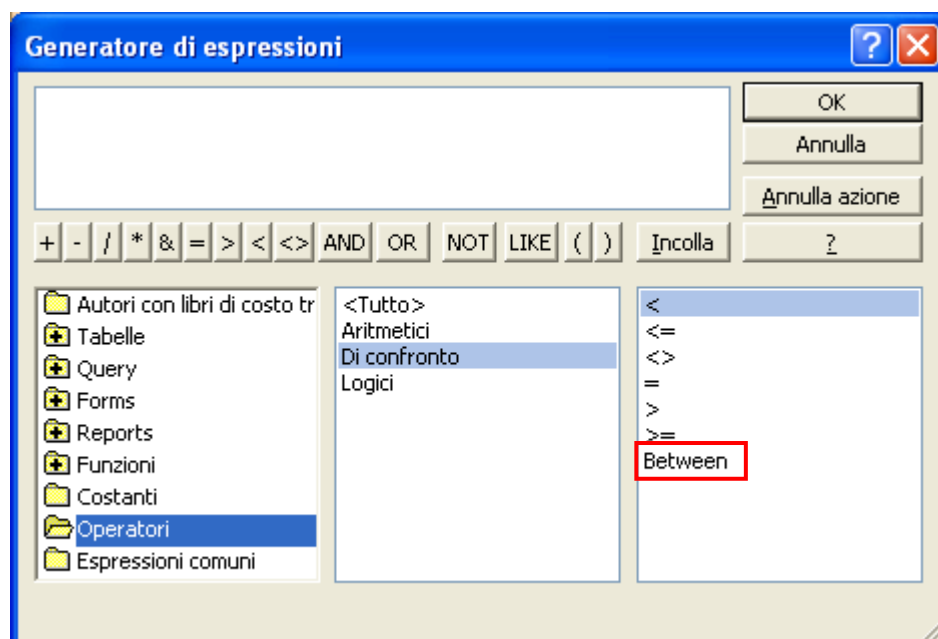 Generatore di espressioni
?
OK
Annulla
Annulla azione
+ - / * & = > < <> AND OR NOT LIKE ( ) Incolla ?
Autori con libri di costo tr
Tabelle
Query
Forms
Reports
Funzioni
Costanti
Operatori
Espressioni comuni
<Tutto>
Aritmetici
Di confronto
Logici
<
<=
<>
=
>
>=
Between